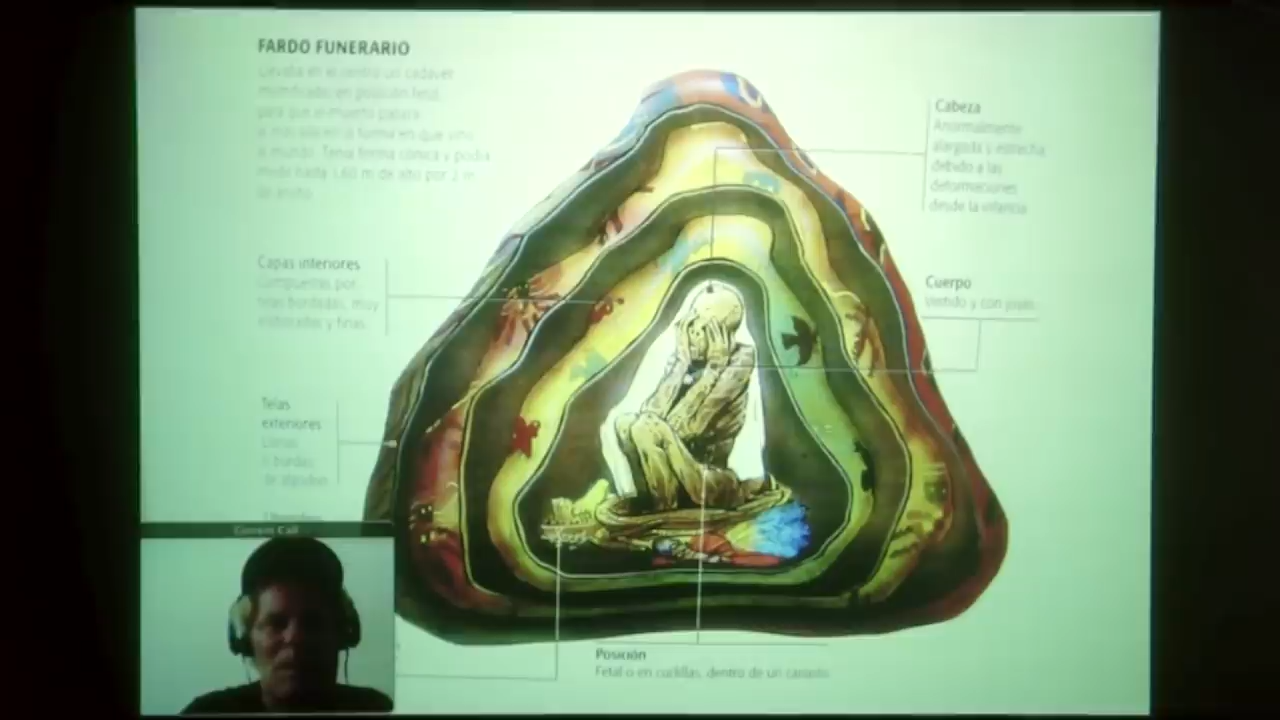 FARDO FUNERARIO
Llevaba en el centro un cadáver
momificado en posición fetal,
para que el muerto pasara
al más allá en la forma en que vino
al mundo. Tenía forma cónica y podía
medir hasta 1,60 m de alto por 2 m
de ancho.
Cabeza
Anormalmente
alargada y estrecha
debido a las
deformaciones
desde la infancia
Capas interiores
Compuestas por
telas bordadas, muy
elaboradas y finas.
Cuerpo
Vestido y con joyas.
Telas
exteriores
o burdas
de algodón
Posición
Fetal o en cuclillas, dentro de un canasto